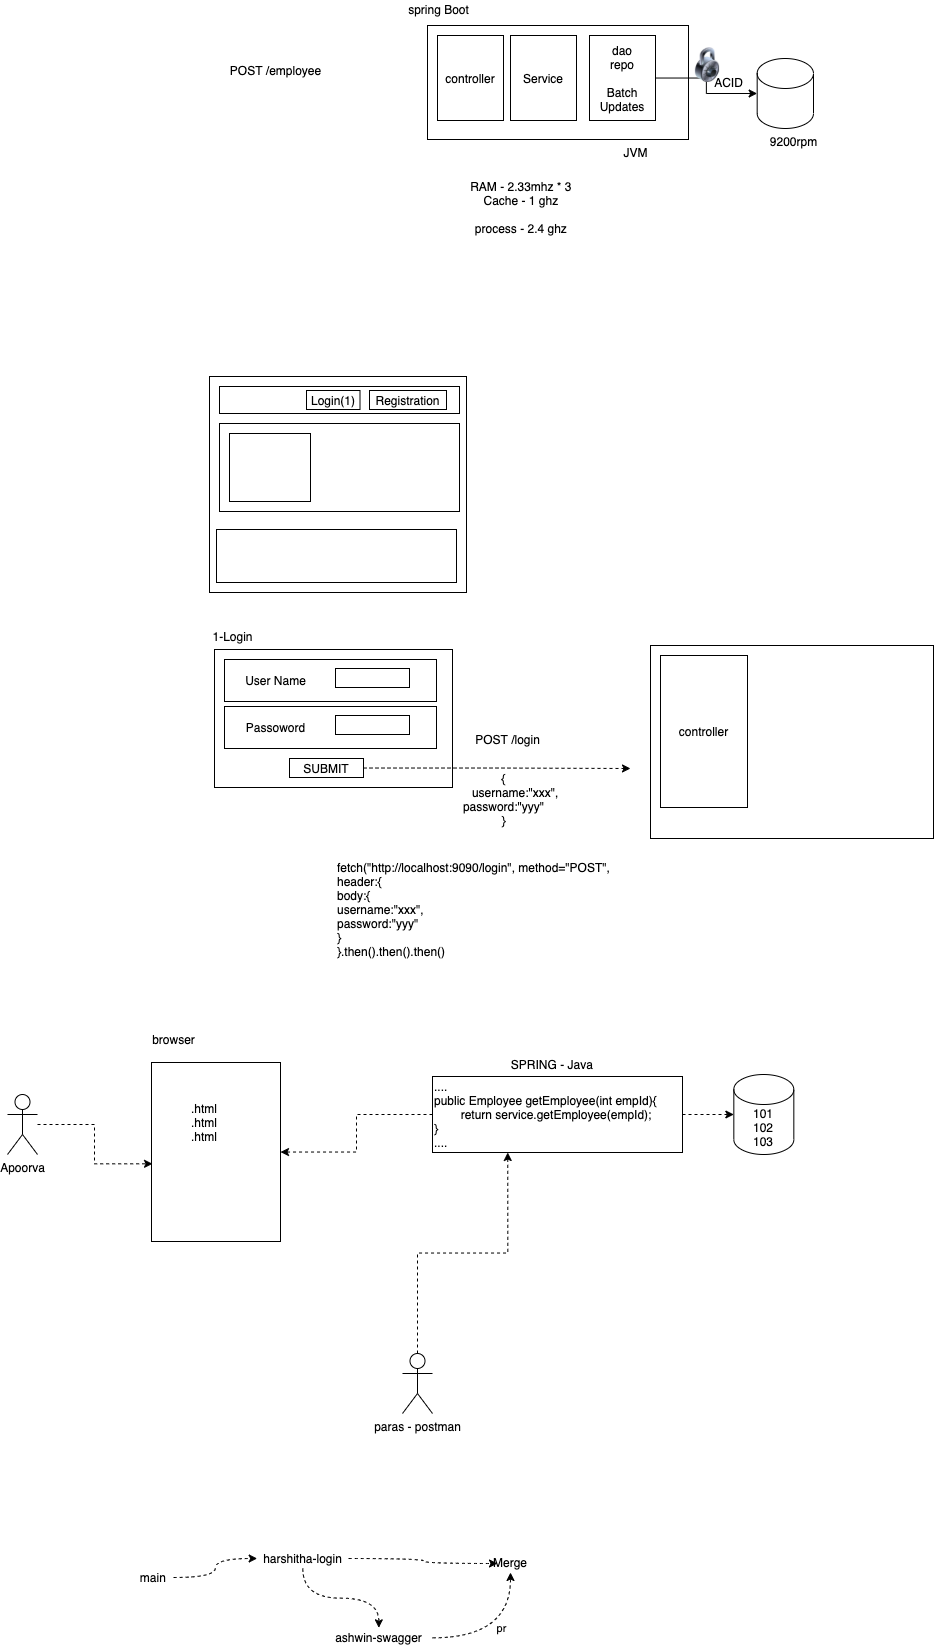 spring Boot
POST /employee
controller
Service
dao
repo
Batch
Updates
ACID
9200rpm
JVM
RAM - 2.33mhz * 3
Cache - 1 ghz
process - 2.4 ghz
Login(1)
Registration
1-Login
User Name
Passoword
SUBMIT
POST /login
{
username:"xxx",
password:"yyy"
}
controller
fetch("http://localhost:9090/login", method="POST",
header:{
body:{
username:"xxx",
password:"yyy"
}
}.then().then().then()
browser
.html
.html
.html
Apoorva
SPRING - Java
....
public Employee getEmployee(int empId){
return service.getEmployee(empId);
}
....
101
102
103
paras - postman
main
harshitha-login
Merge
ashwin-swagger
pr